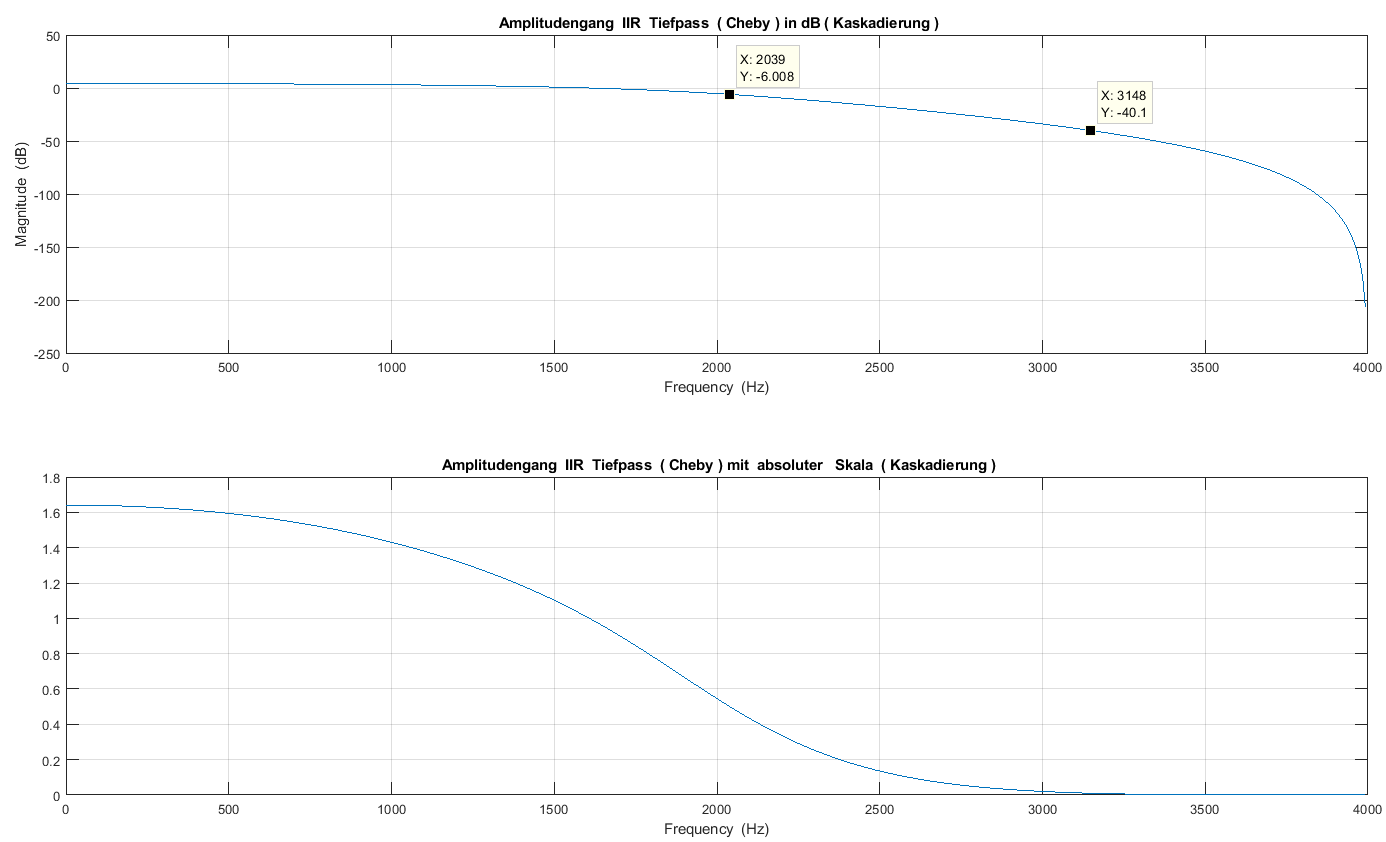 Amplitudengang IIR Tiefpass ( Cheby ) in dB ( Kaskadierung )
50
0
-50
-100
-150
-200
-250
Magnitude (dB)
X: 2039
Y: -6.008
X: 3148
Y: -40.1
0 500 1000 1500 2000 2500 3000 3500 4000
Frequency (Hz)
Amplitudengang IIR Tiefpass ( Cheby ) mit absoluter Skala ( Kaskadierung )
1.8
1.6
1.4
1.2
1
0.8
0.6
0.4
0.2
0
0 500 1000 1500 2000 2500 3000 3500 4000
Frequency (Hz)